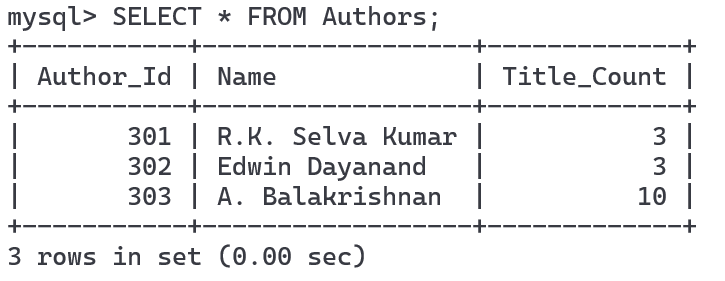 mysql> SELECT * FROM Authors;
+-----------+------------------+-------------+
| Author_Id | Name             | Title_Count |
+-----------+------------------+-------------+
|       301 | R.K. Selva Kumar |           3 |
|       302 | Edwin Dayanand   |           3 |
|       303 | A. Balakrishnan  |          10 |
+-----------+------------------+-------------+
3 rows in set (0.00 sec)